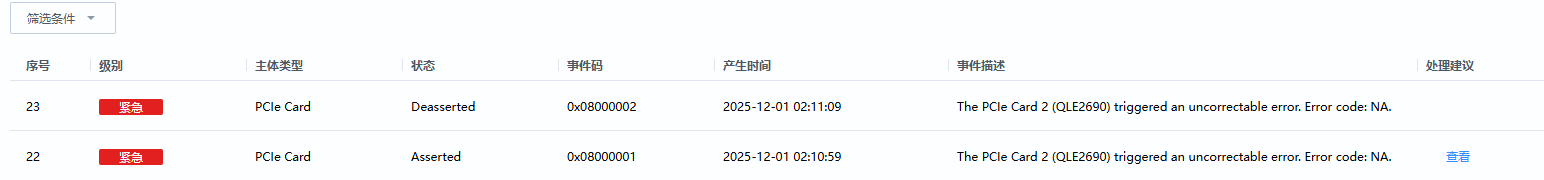 筛选条件
序号 级别 主体类型 状态 事件码 产生时间 事件描述 处理建议
23 紧急 PCIe Card Deasserted 0x08000002 2025-12-01 02:11:09 The PCIe Card 2 (QLE2690) triggered an uncorrectable error. Error code: NA.
22 紧急 PCIe Card Asserted 0x08000001 2025-12-01 02:10:59 The PCIe Card 2 (QLE2690) triggered an uncorrectable error. Error code: NA. 查看